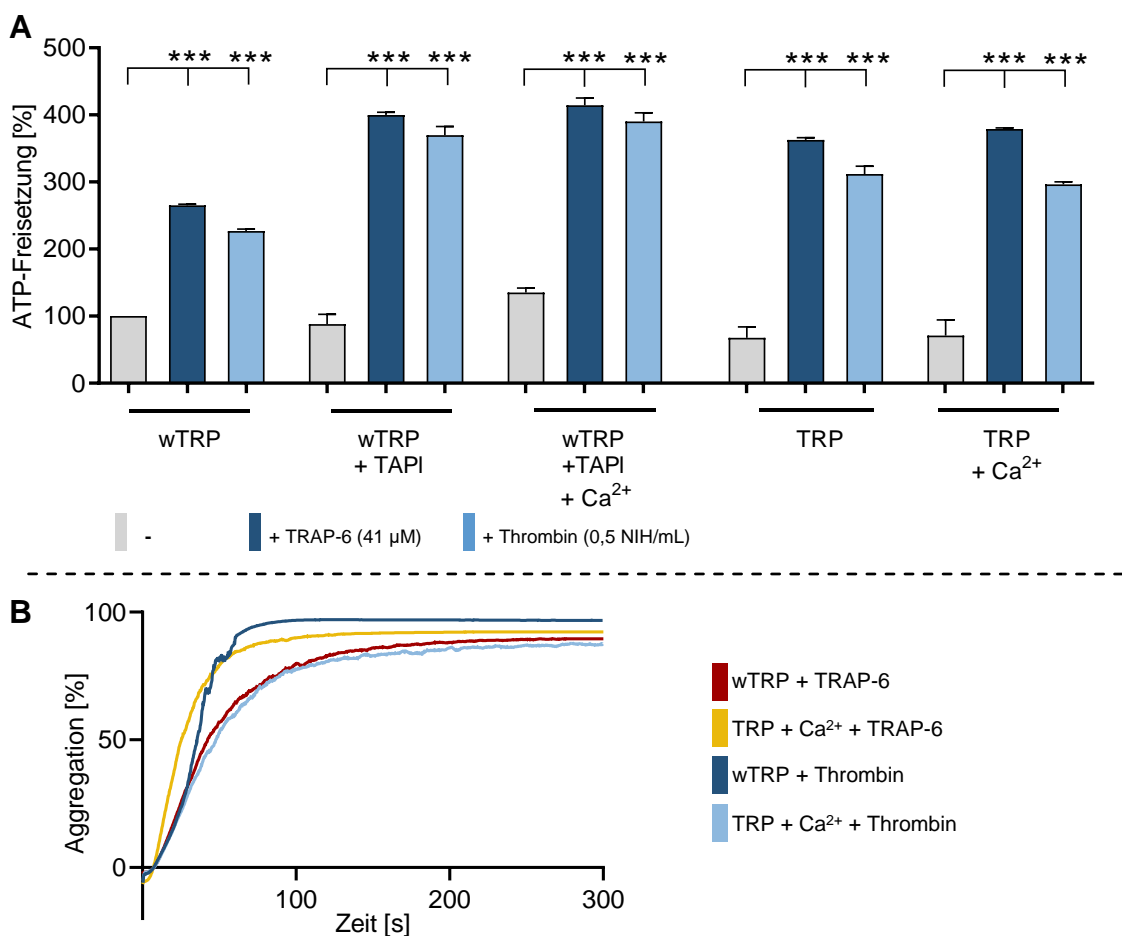 A
ATP-Freisetzung [%]
500
400
300
200
100
0
*** ***
*** ***
*** ***
*** ***
*** ***
wTRP
wTRP
+ TAPI
wTRP
+TAPI
+ Ca²⁺
TRP
TRP
+ Ca²⁺
-
+ TRAP-6 (41 µM)
+ Thrombin (0,5 NIH/mL)
B
Aggregation [%]
100
50
0
100
200
300
Zeit [s]
wTRP + TRAP-6
TRP + Ca²⁺ + TRAP-6
wTRP + Thrombin
TRP + Ca²⁺ + Thrombin